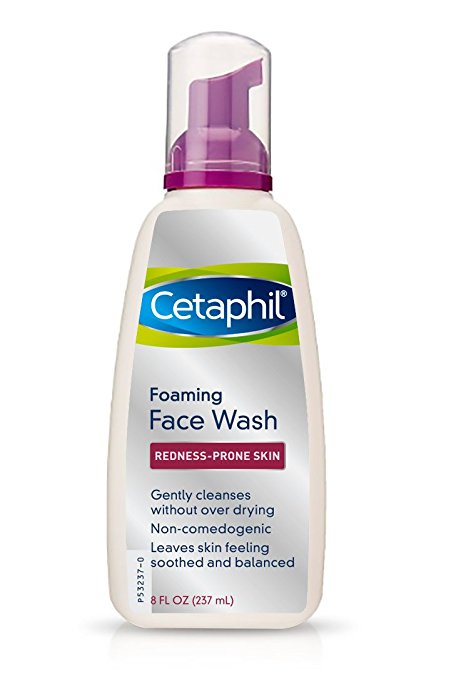 Cetaphil®
Foaming
Face Wash
REDNESS-PRONE SKIN
Gently cleanses
without over drying
Non-comedogenic
Leaves skin feeling
soothed and balanced
8 FL OZ (237 mL)
P53237-0